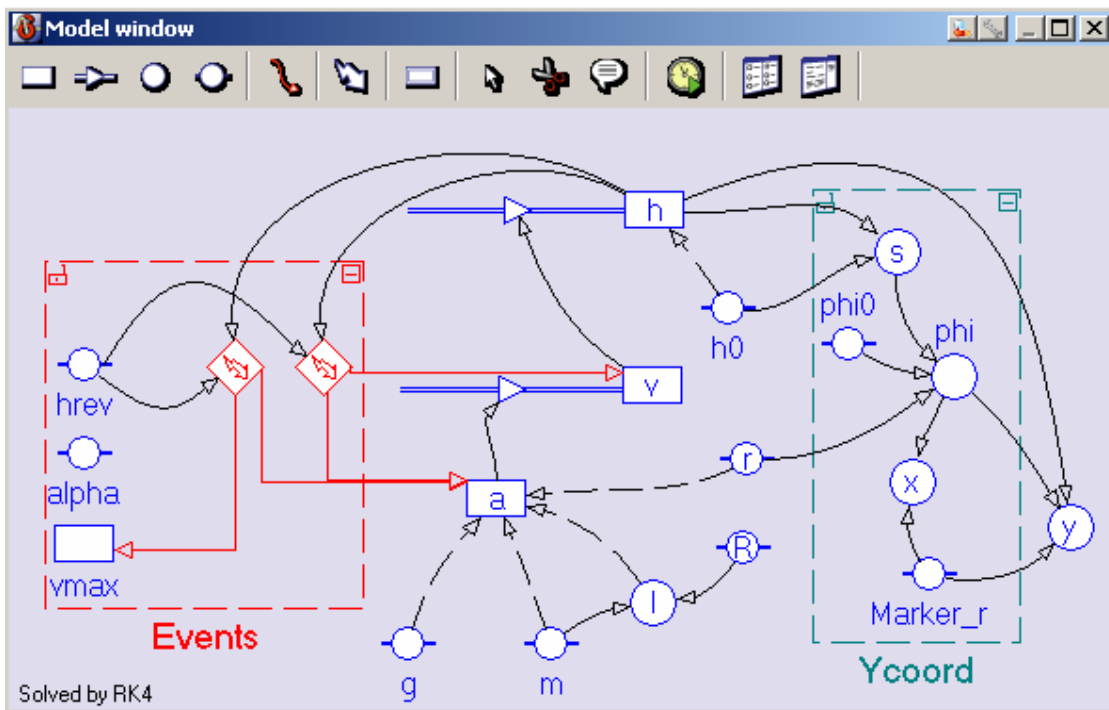 Model window
h
s
phi0
phi
h0
hrev
v
alpha
r
a
x
vmax
R
y
I
Marker_r
Events
g
m
Ycoord
Solved by RK4